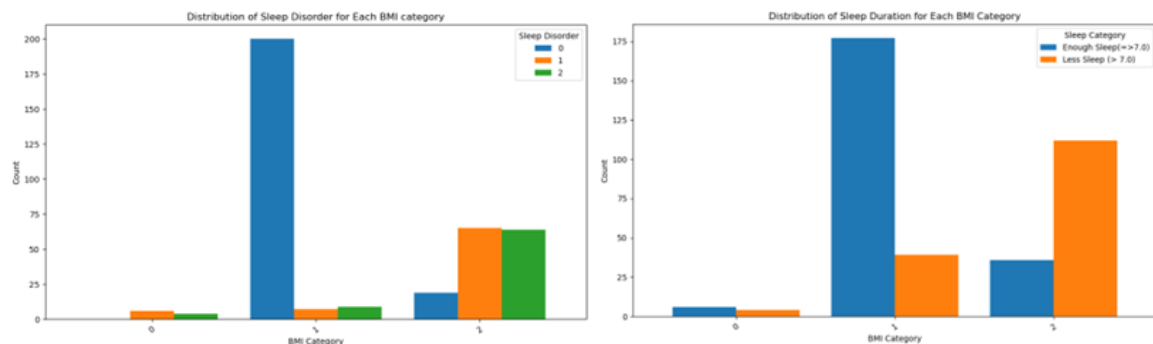 Distribution of Sleep Disorder for Each BMI category
Sleep Disorder
0
1
2
200
175
150
125
100
75
50
25
0
Count
0
1
2
BMI Category
Distribution of Sleep Duration for Each BMI Category
Sleep Category
Enough Sleep(=>7.0)
Less Sleep (> 7.0)
175
150
125
100
75
50
25
0
Count
0
1
2
BMI Category